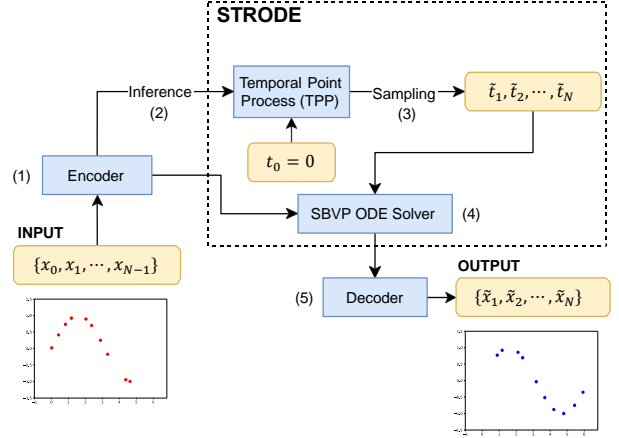 STRODE
Inference
(2)
Temporal Point
Process (TPP)
Sampling
(3)
t̃₁, t̃₂, ⋯, t̃_N
t₀ = 0
(1)
Encoder
SBVP ODE Solver
(4)
INPUT
{x₀, x₁, ⋯, x_{N−1}}
(5)
Decoder
OUTPUT
{x̃₁, x̃₂, ⋯, x̃_N}